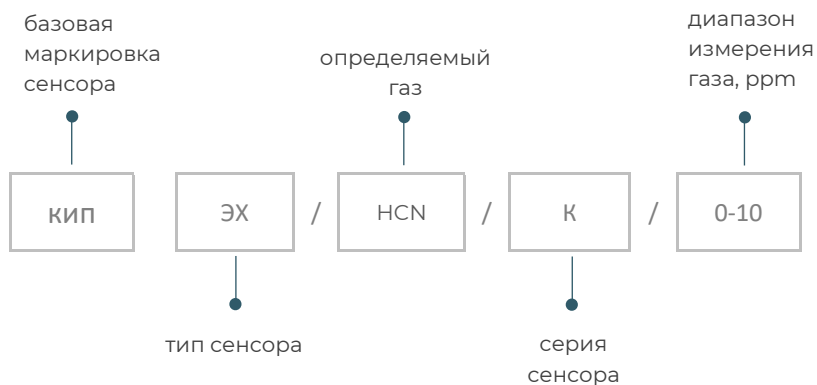 базовая
маркировка
сенсора
определяемый
газ
диапазон
измерения
газа, ppm
КИП ЭХ / HCN / К / 0-10
тип сенсора
серия
сенсора